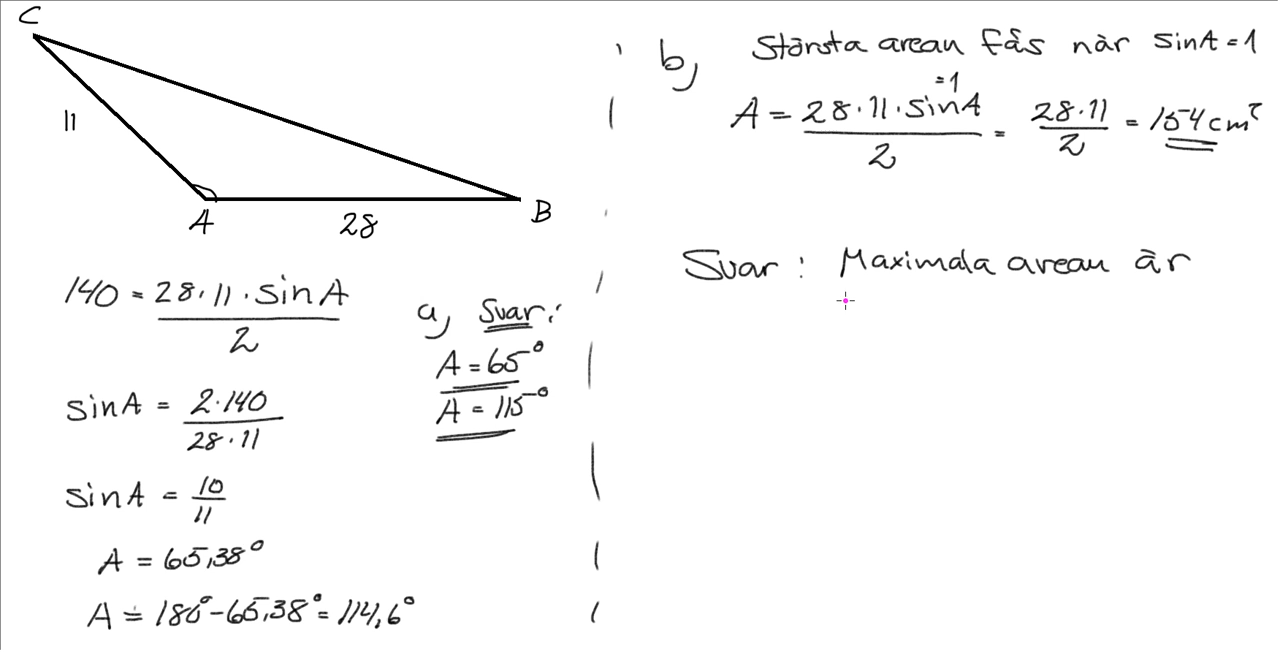 C
11
A
28
B
140 = 28·11·sinA / 2
sinA = 2·140 / 28·11
sinA = 10 / 11
A = 65,38°
A = 180° - 65,38° = 114,6°
a) Svar:
A = 65°
A = 115°
b) Största arean fås när sinA = 1
=1
A = 28·11·sinA / 2 = 28·11 / 2 = 154 cm²
Svar: Maximala arean är